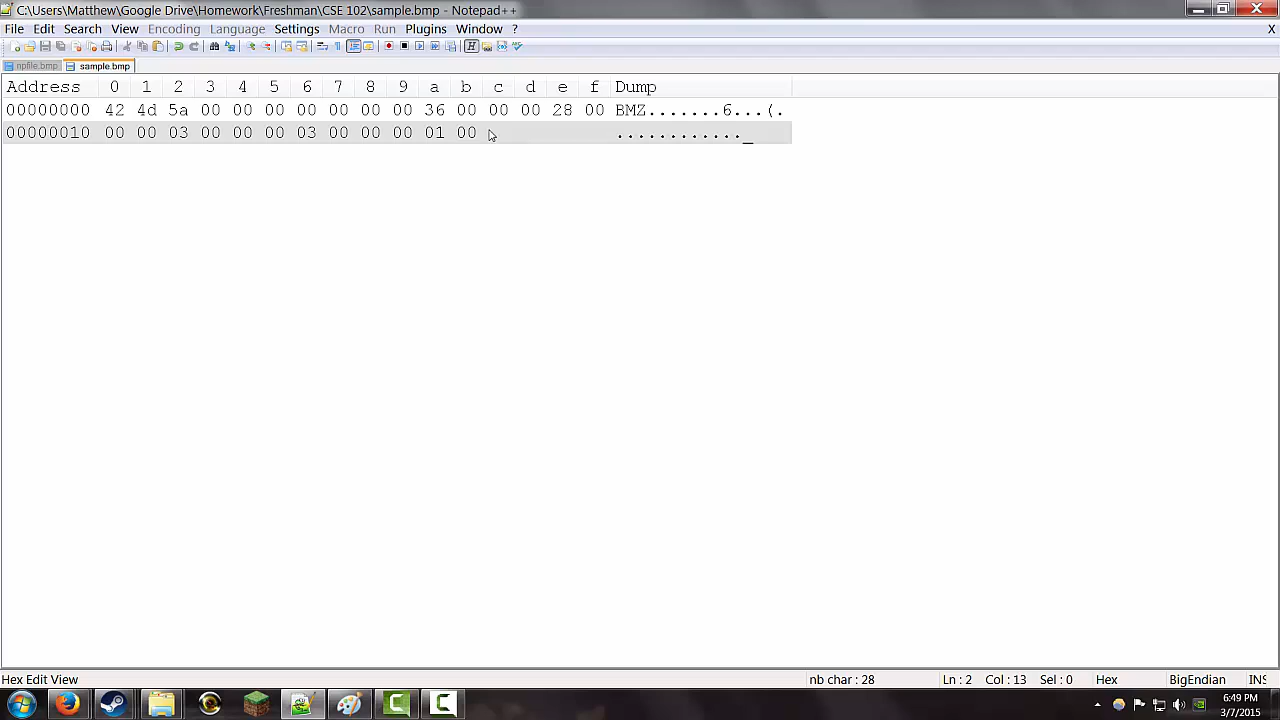 C:\Users\Matthew\Google Drive\Homework\Freshman\CSE 102\sample.bmp - Notepad++
File Edit Search View Encoding Language Settings Macro Run Plugins Window ? X
npfile.bmp sample.bmp
Address 0 1 2 3 4 5 6 7 8 9 a b c d e f Dump
00000000 42 4d 5a 00 00 00 00 00 00 00 36 00 00 00 28 00 BMZ.......6...(.
00000010 00 00 03 00 00 00 03 00 00 00 01 00 ............_
Hex Edit View nb char : 28 Ln : 2 Col : 13 Sel : 0 Hex BigEndian INS
6:49 PM
3/7/2015